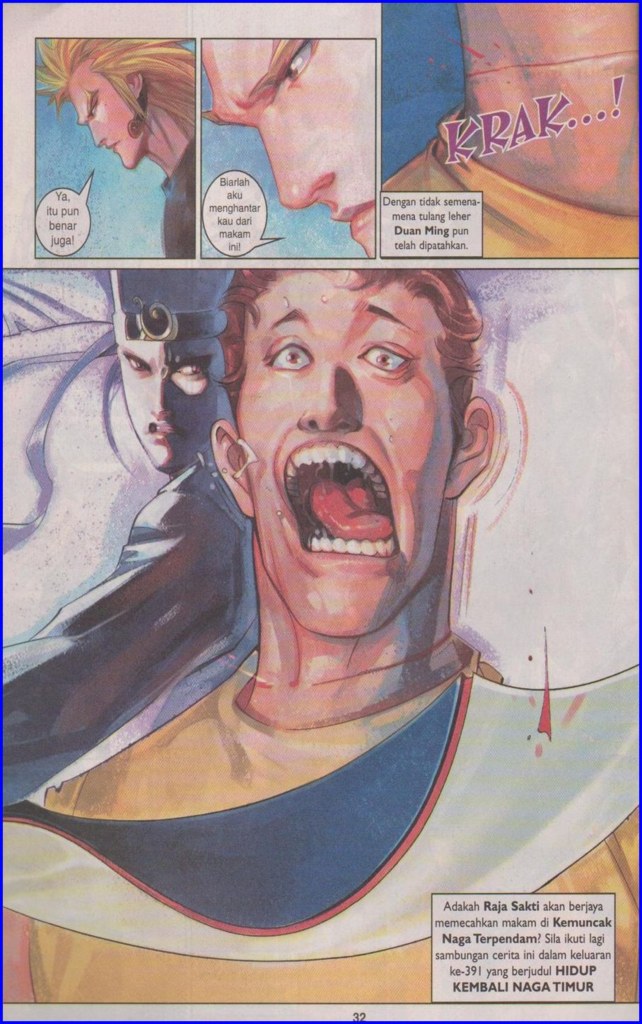 Ya,
itu pun
benar
juga!
Biarlah
aku
menghantar
kau dari
makam
ini!
KRAK...!
Dengan tidak semena-
mena tulang leher
Duan Ming pun
telah dipatahkan.
Adakah Raja Sakti akan berjaya
memecahkan makam di Kemuncak
Naga Terpendam? Sila ikuti lagi
sambungan cerita ini dalam keluaran
ke-391 yang berjudul HIDUP
KEMBALI NAGA TIMUR
32